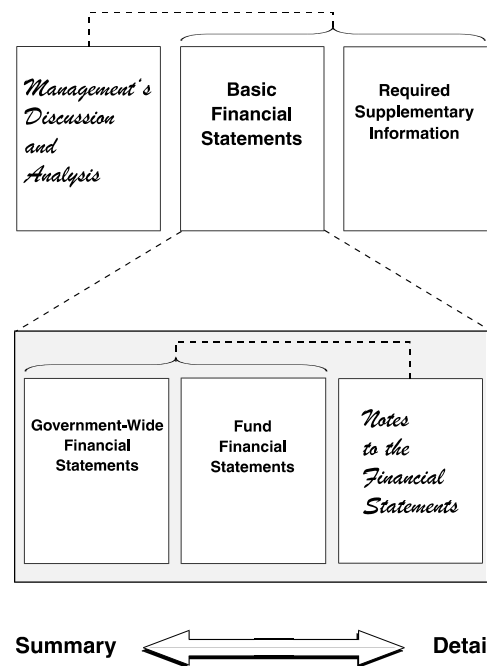 Management's
Discussion
and
Analysis
Basic
Financial
Statements
Required
Supplementary
Information
Government-Wide
Financial
Statements
Fund
Financial
Statements
Notes
to the
Financial
Statements
Summary
Detai